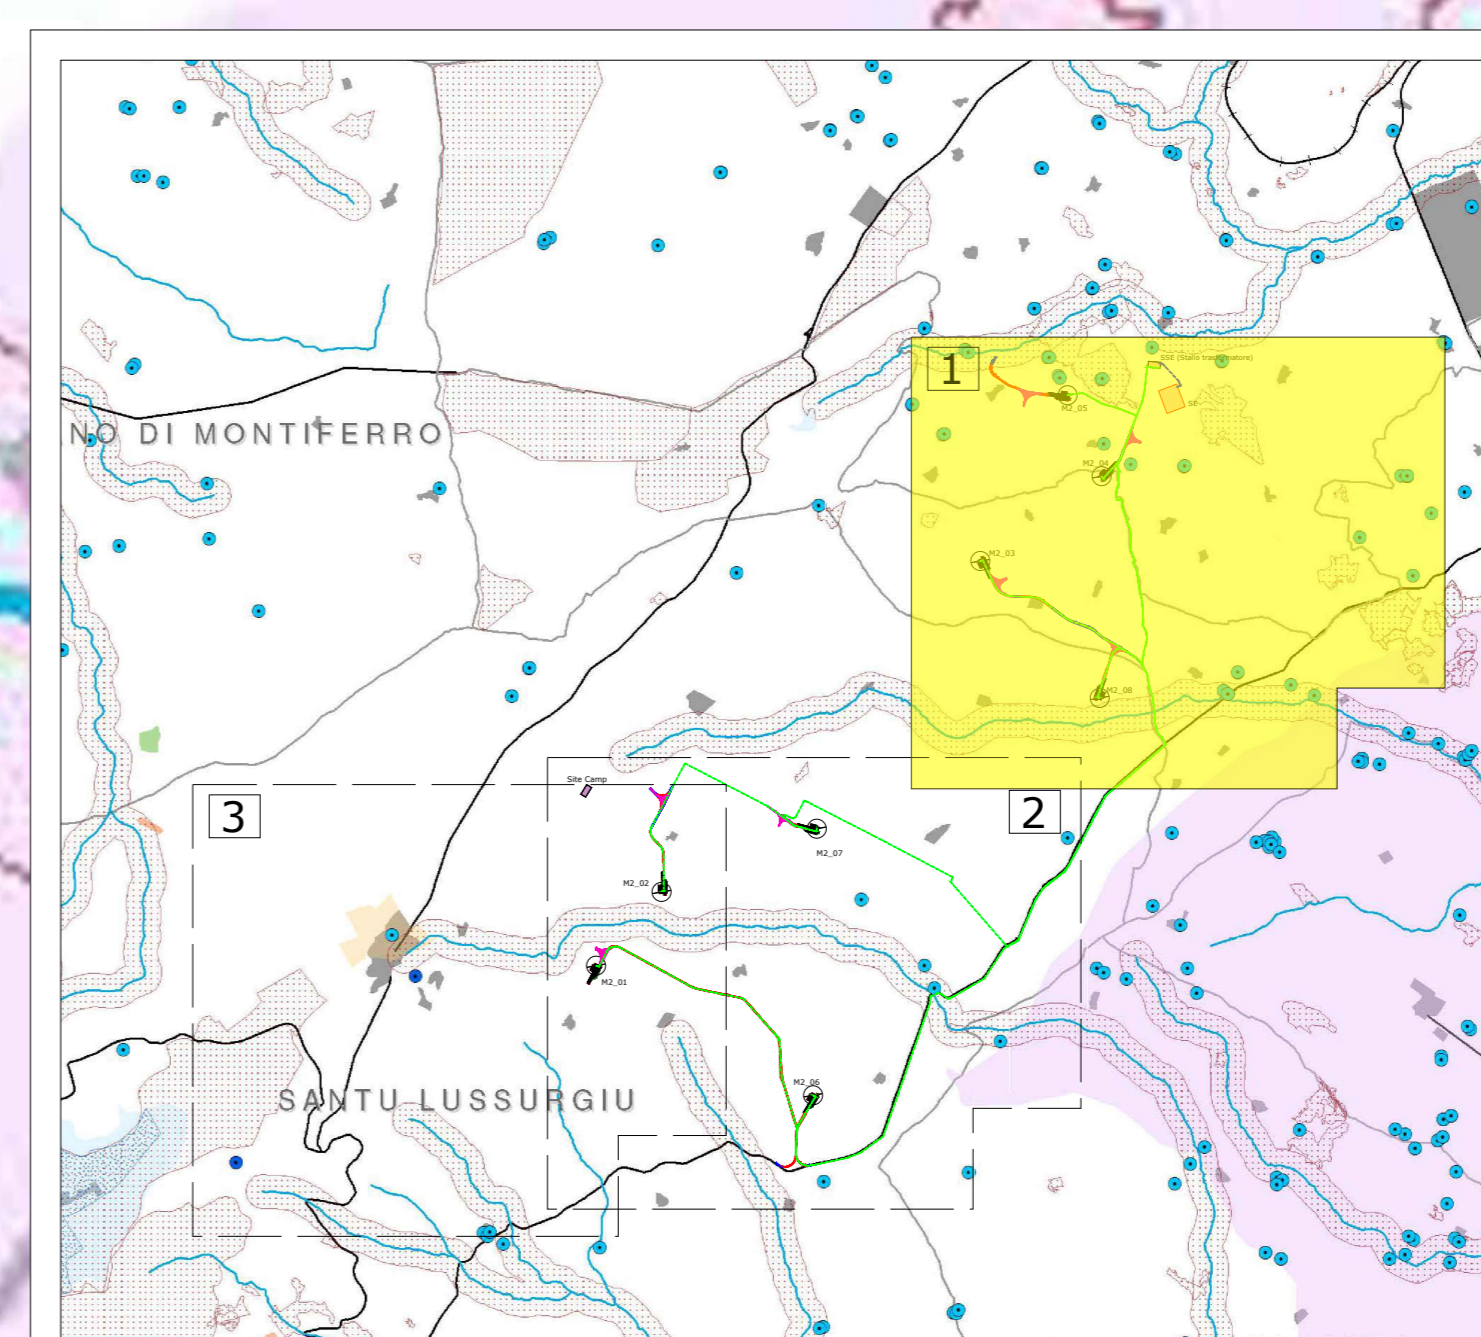 1
SSE (Stallo trasformatore)
SE
M2_05
NO DI MONTIFERRO
M2_04
M2_03
M2_08
Site Camp
3
2
M2_07
M2_02
M2_01
M2_06
SANTU LUSSURGIU